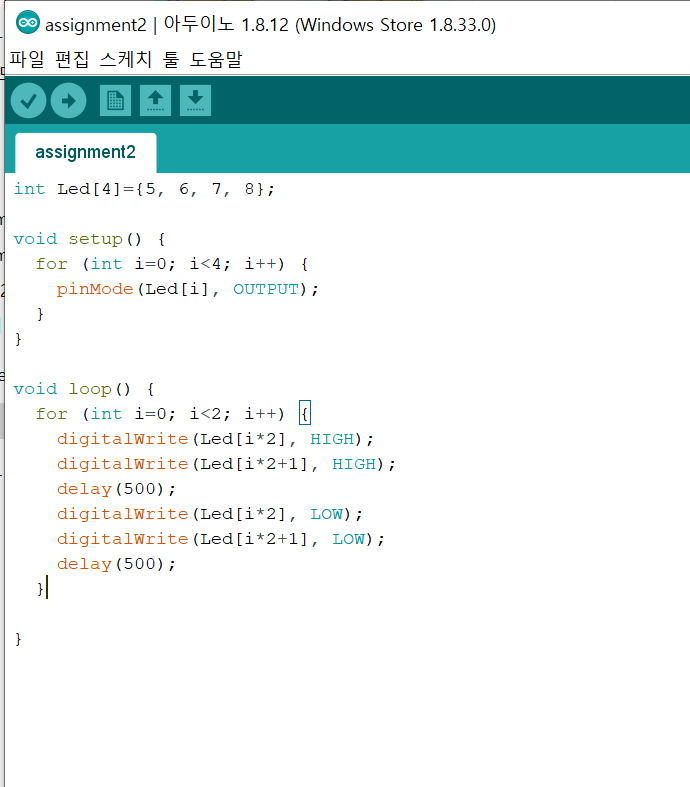 assignment2 | 아두이노 1.8.12 (Windows Store 1.8.33.0)
파일 편집 스케치 툴 도움말
assignment2
int Led[4]={5, 6, 7, 8};
void setup() {
  for (int i=0; i<4; i++) {
    pinMode(Led[i], OUTPUT);
  }
}
void loop() {
  for (int i=0; i<2; i++) {
    digitalWrite(Led[i*2], HIGH);
    digitalWrite(Led[i*2+1], HIGH);
    delay(500);
    digitalWrite(Led[i*2], LOW);
    digitalWrite(Led[i*2+1], LOW);
    delay(500);
  }
}